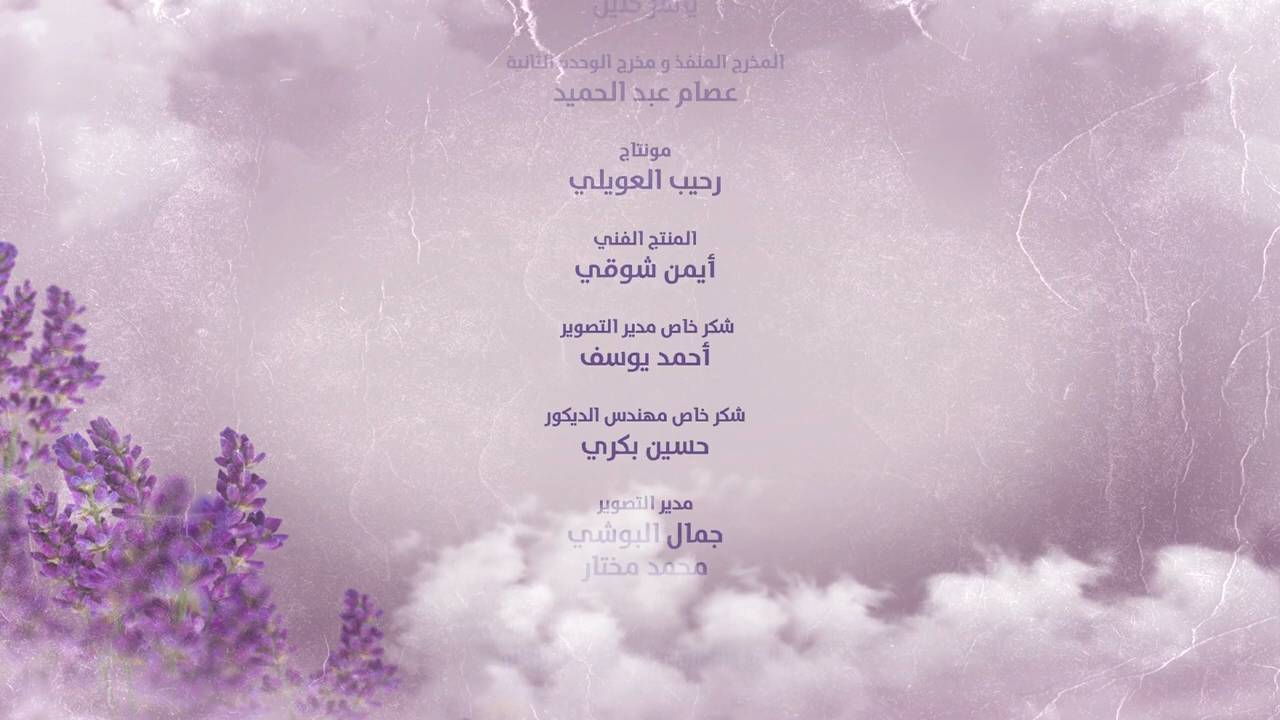 المخرج المنفذ و مخرج الوحده الثانية
عصام عبد الحميد
مونتاج
رحيب العويلي
المنتج الفني
أيمن شوقي
شكر خاص مدير التصوير
أحمد يوسف
شكر خاص مهندس الديكور
حسين بكري
مدير التصوير
جمال البوشي
محمد مختار